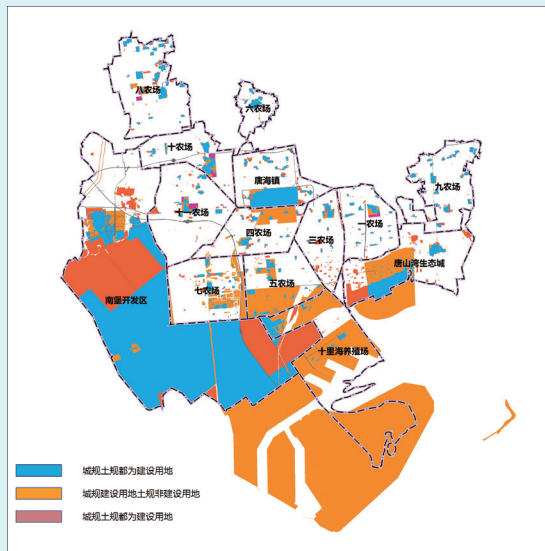 八农场
六农场
十农场
唐海镇
九农场
十一农场
四农场
三农场
一农场
唐山湾生态城
七农场
五农场
南堡开发区
十里海养殖场
城规土规都为建设用地
城规建设用地土规非建设用地
城规土规都为建设用地